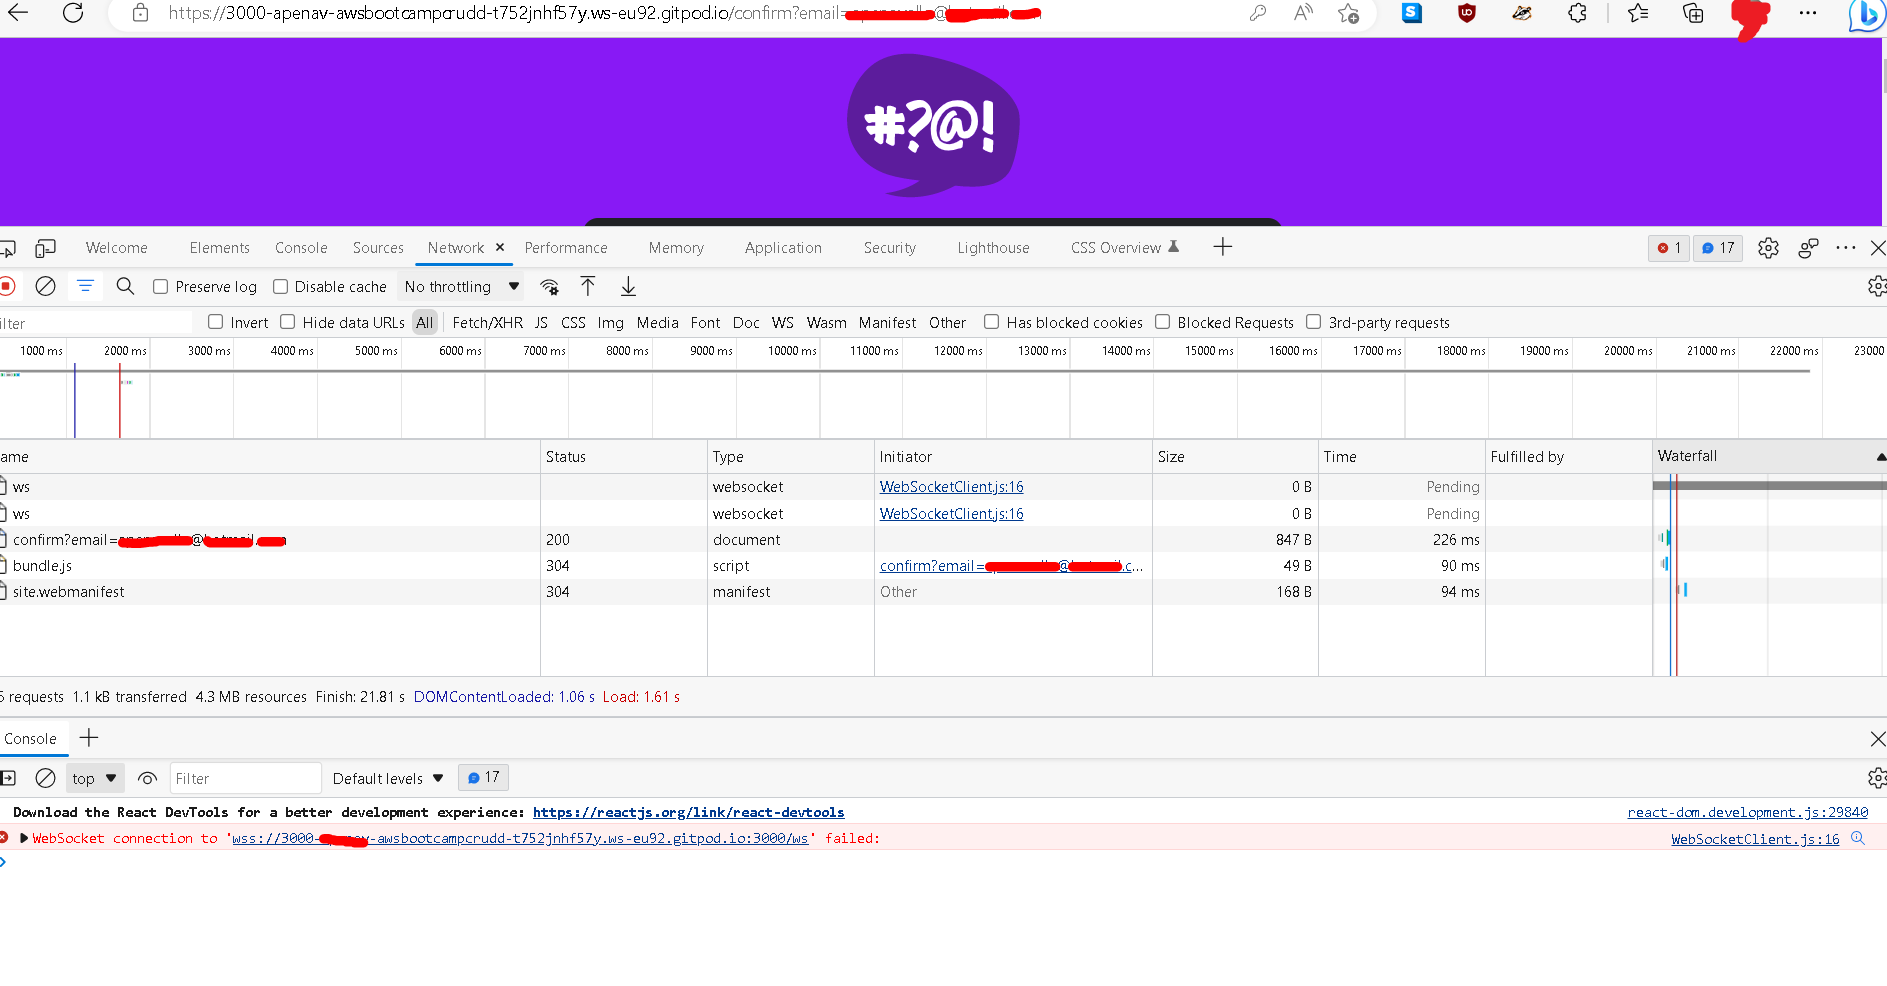 https://3000-apenav-awsbootcampcrudd-t752jnhf57y.ws-eu92.gitpod.io/confirm?email= @
#?@!
Welcome Elements Console Sources Network Performance Memory Application Security Lighthouse CSS Overview 1 17
Preserve log Disable cache No throttling
ilter Invert Hide data URLs All Fetch/XHR JS CSS Img Media Font Doc WS Wasm Manifest Other Has blocked cookies Blocked Requests 3rd-party requests
1000 ms 2000 ms 3000 ms 4000 ms 5000 ms 6000 ms 7000 ms 8000 ms 9000 ms 10000 ms 11000 ms 12000 ms 13000 ms 14000 ms 15000 ms 16000 ms 17000 ms 18000 ms 19000 ms 20000 ms 21000 ms 22000 ms 23000
ame Status Type Initiator Size Time Fulfilled by Waterfall
ws websocket WebSocketClient.js:16 0 B Pending
ws websocket WebSocketClient.js:16 0 B Pending
confirm?email= @ 200 document 847 B 226 ms
bundle.js 304 script confirm?email= @ .c... 49 B 90 ms
site.webmanifest 304 manifest Other 168 B 94 ms
requests 1.1 kB transferred 4.3 MB resources Finish: 21.81 s DOMContentLoaded: 1.06 s Load: 1.61 s
Console
top Filter Default levels 17
Download the React DevTools for a better development experience: https://reactjs.org/link/react-devtools react-dom.development.js:29840
WebSocket connection to 'wss://3000- -awsbootcampcrudd-t752jnhf57y.ws-eu92.gitpod.io:3000/ws' failed: WebSocketClient.js:16